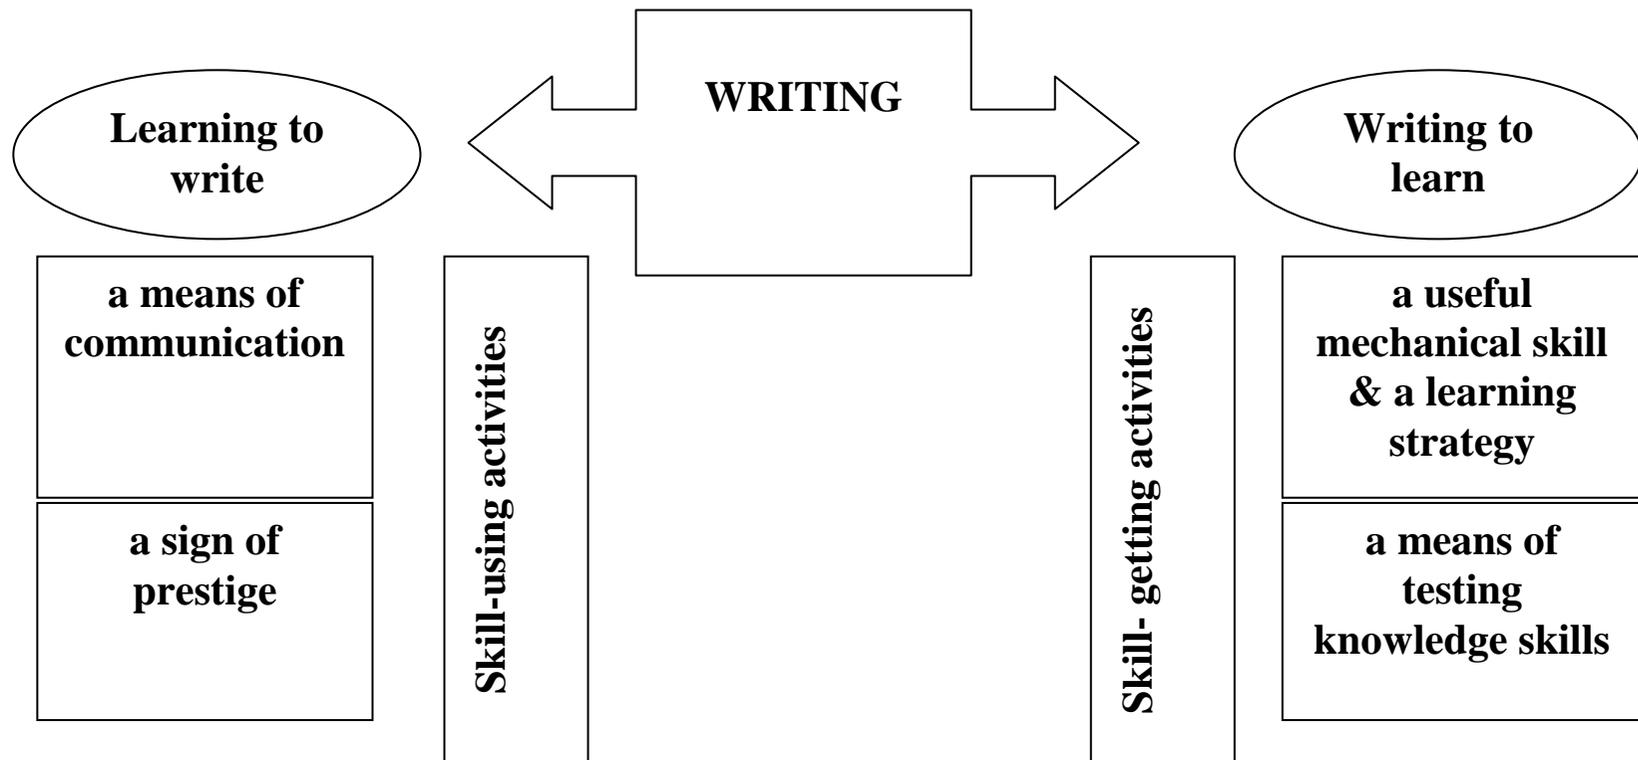 WRITING
Learning to
write
Writing to
learn
a means of
communication
a sign of
prestige
Skill-using activities
Skill- getting activities
a useful
mechanical skill
& a learning
strategy
a means of
testing
knowledge skills